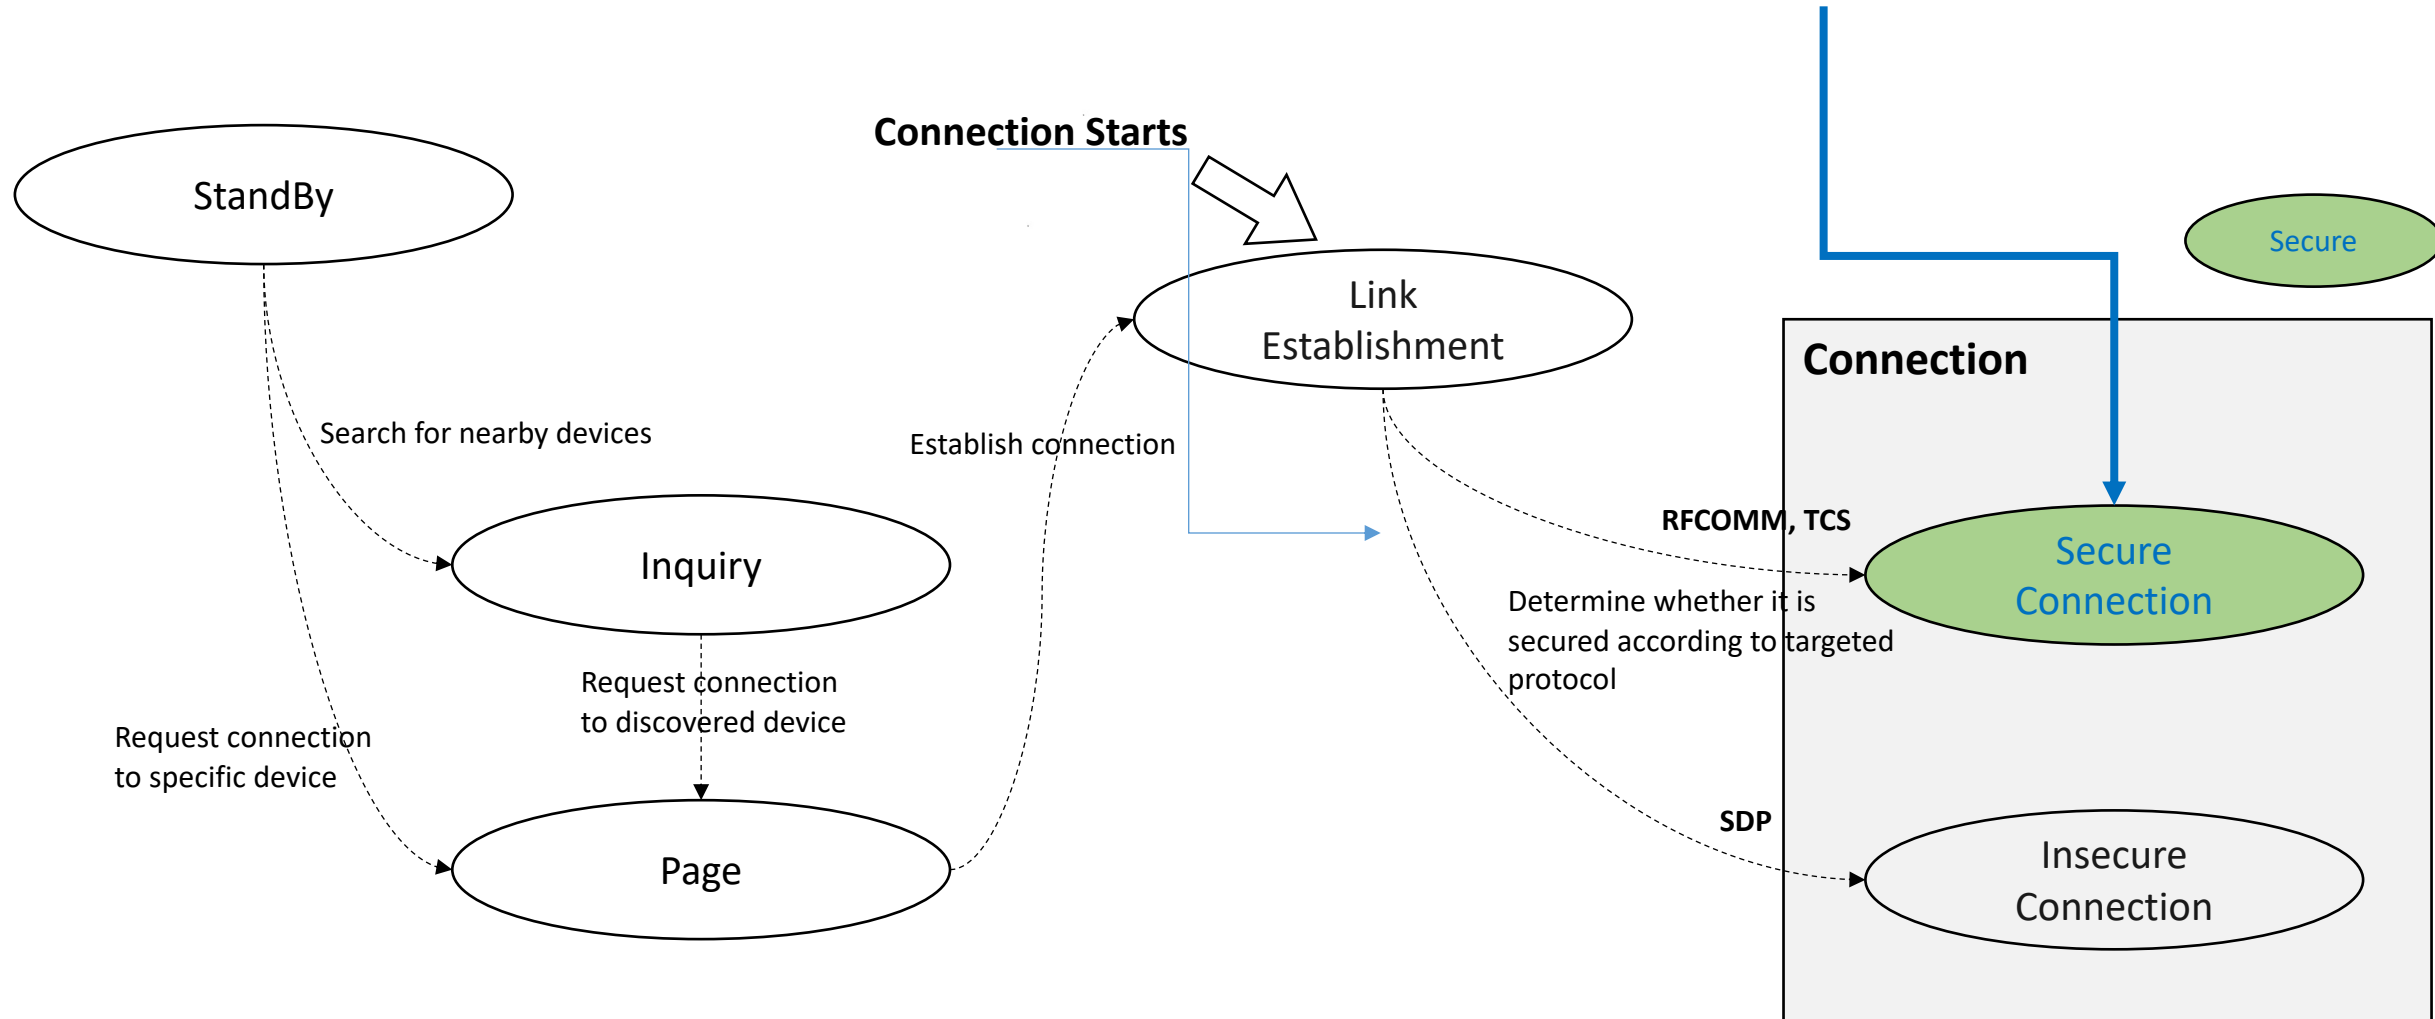 Connection Starts
StandBy
Secure
Link
Establishment
Connection
Search for nearby devices
Establish connection
RFCOMM, TCS
Secure
Connection
Inquiry
Determine whether it is
secured according to targeted
protocol
Request connection
to discovered device
Request connection
to specific device
SDP
Page
Insecure
Connection